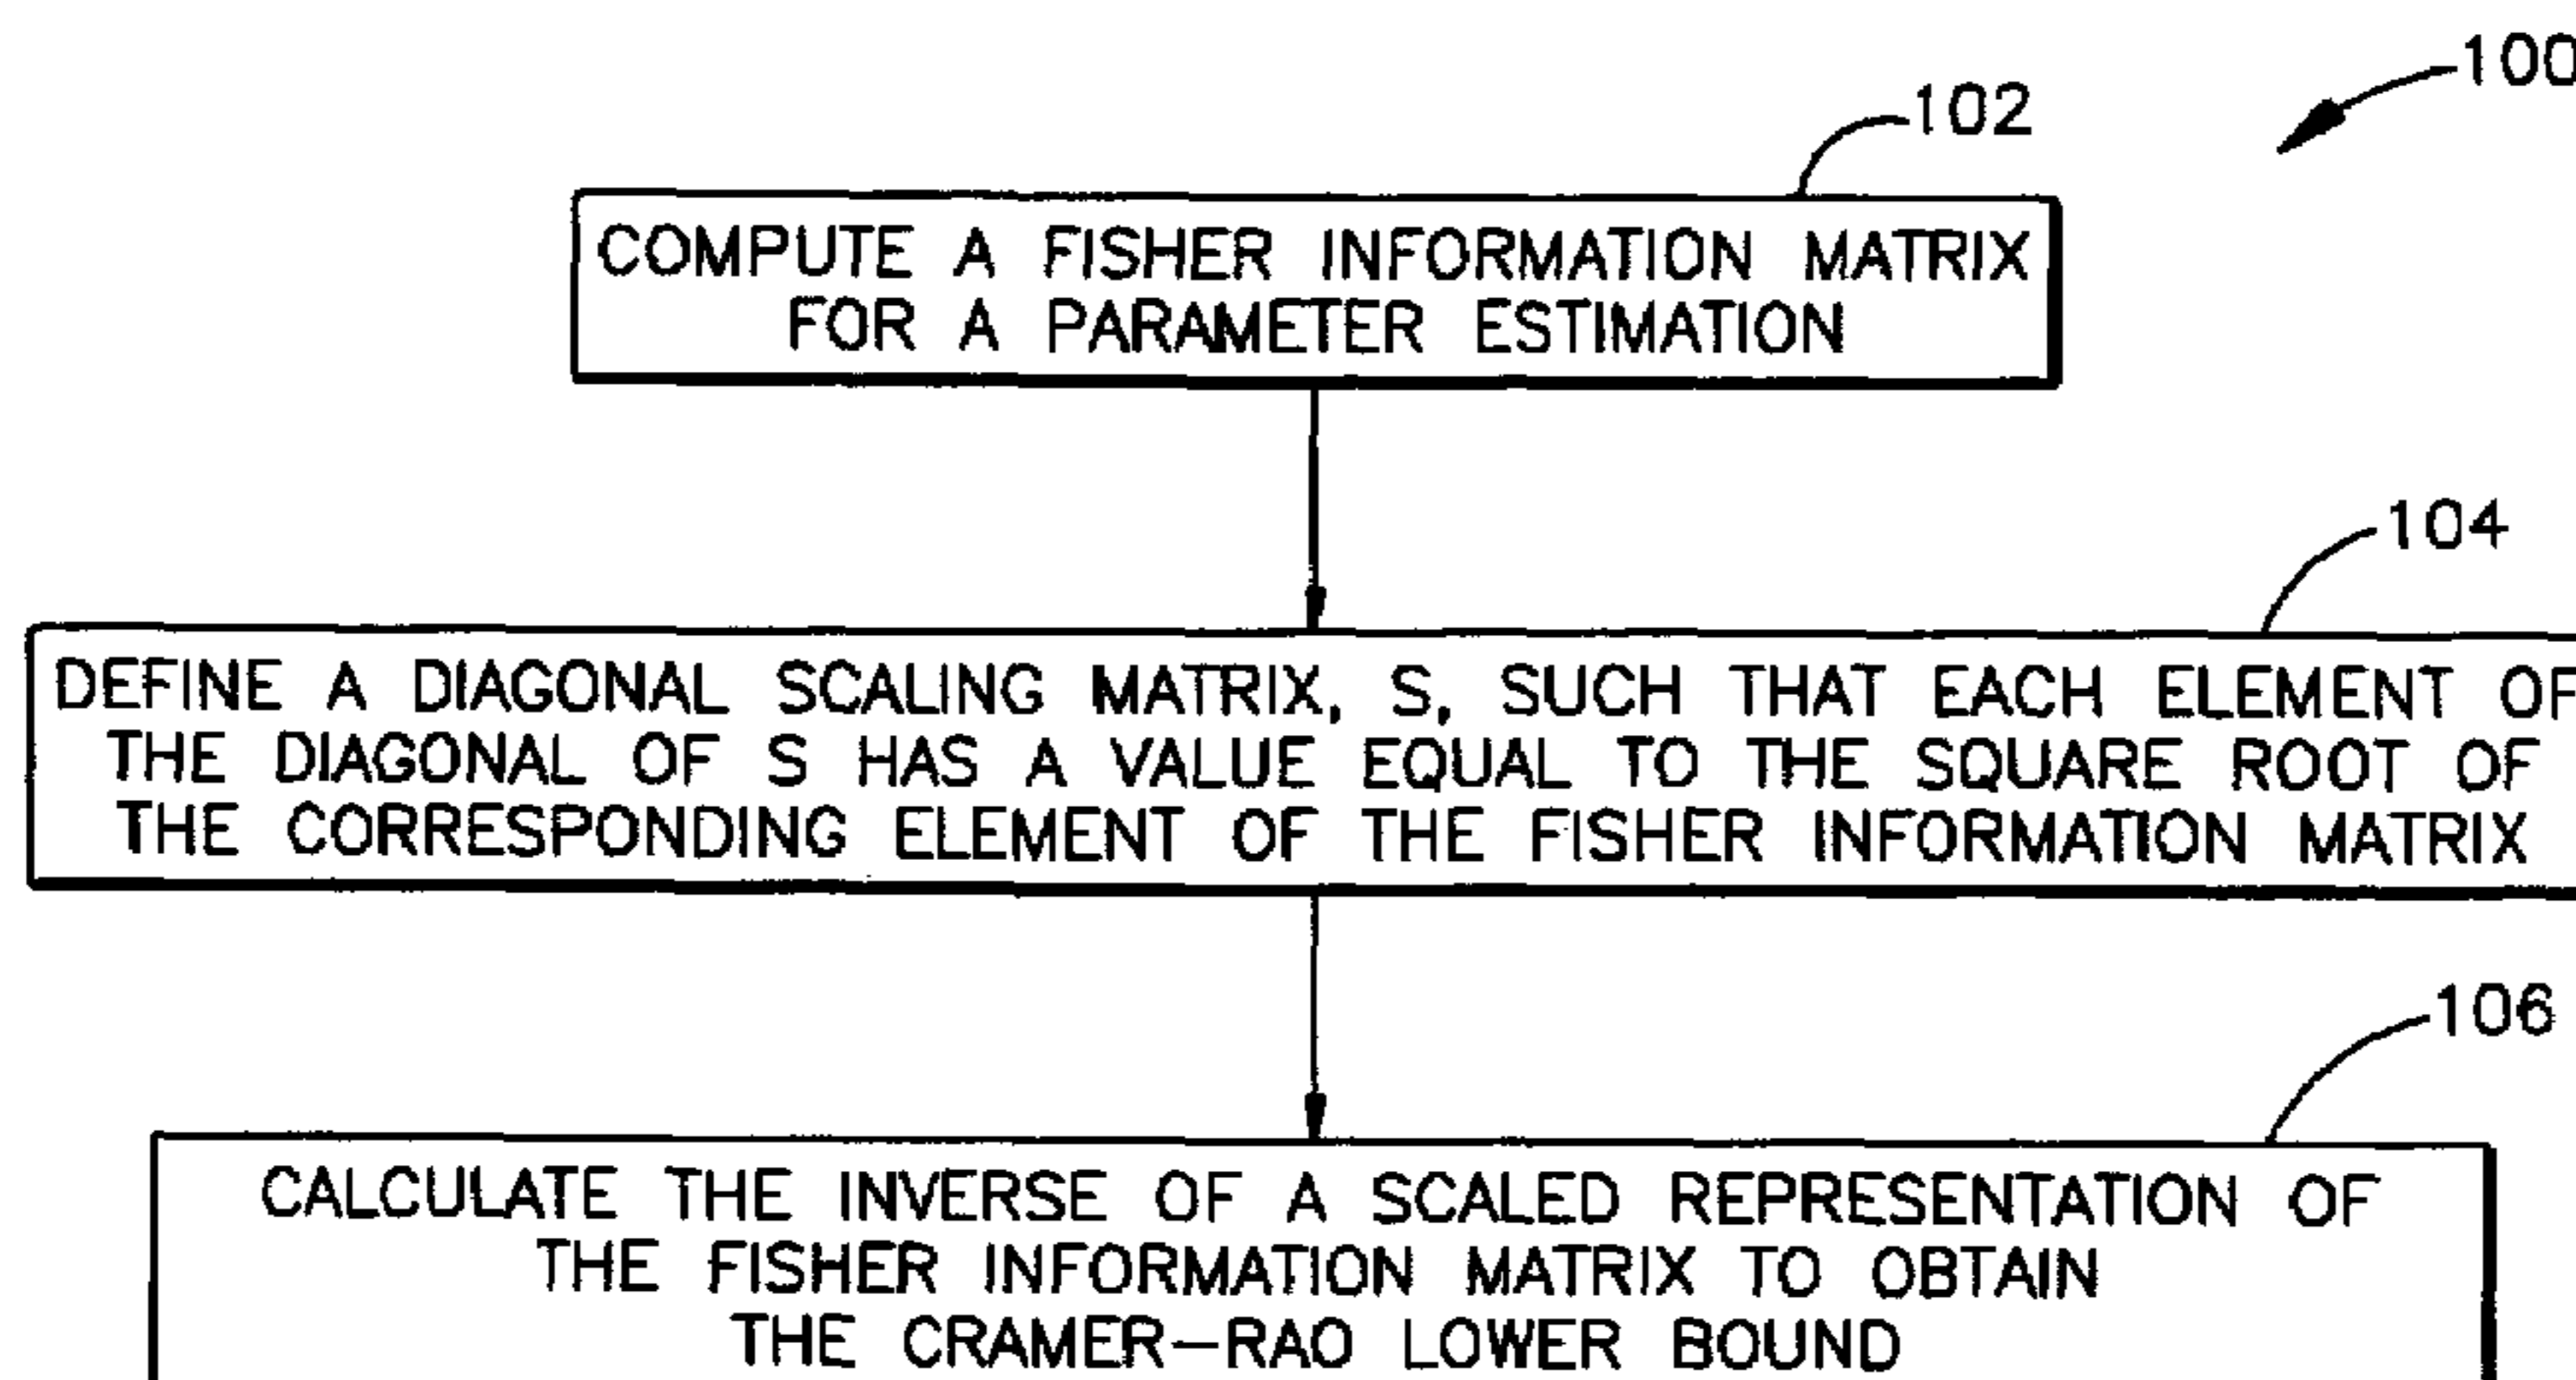 100
102
COMPUTE A FISHER INFORMATION MATRIX
FOR A PARAMETER ESTIMATION
104
DEFINE A DIAGONAL SCALING MATRIX, S, SUCH THAT EACH ELEMENT OF
THE DIAGONAL OF S HAS A VALUE EQUAL TO THE SQUARE ROOT OF
THE CORRESPONDING ELEMENT OF THE FISHER INFORMATION MATRIX
106
CALCULATE THE INVERSE OF A SCALED REPRESENTATION OF
THE FISHER INFORMATION MATRIX TO OBTAIN
THE CRAMER-RAO LOWER BOUND